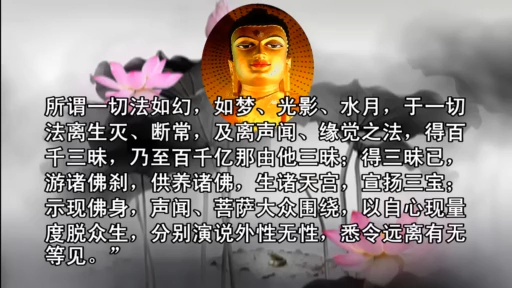 所谓一切法如幻，如梦、光影、水月，于一切
法离生灭、断常，及离声闻、缘觉之法，得百
千三昧，乃至百千亿那由他三昧；得三昧已，
游诸佛刹，供养诸佛，生诸天宫，宣扬三宝；
示现佛身，声闻、菩萨大众围绕，以自心现量
度脱众生，分别演说外性无性，悉令远离有无
等见。”